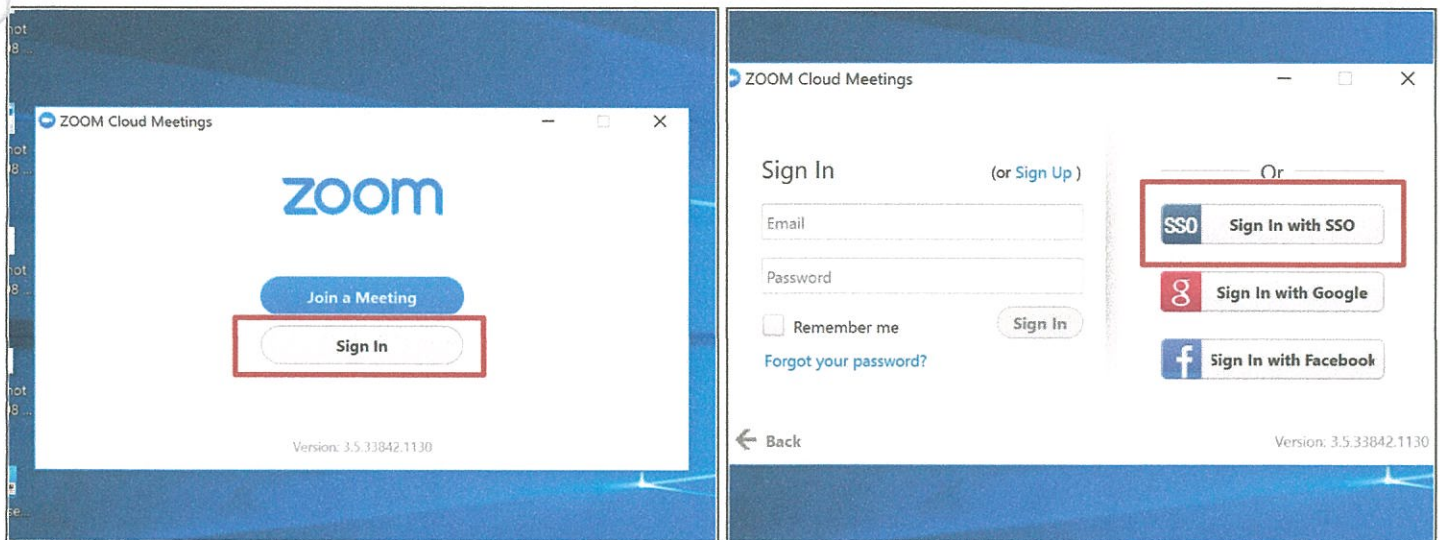 ZOOM Cloud Meetings
zoom
Join a Meeting
Sign In
Version: 3.5.33842.1130
ZOOM Cloud Meetings
Sign In (or Sign Up )
Email
Password
Remember me
Sign In
Forgot your password?
Back
Or
SSO Sign In with SSO
g Sign In with Google
f Sign In with Facebook
Version: 3.5.33842.1130